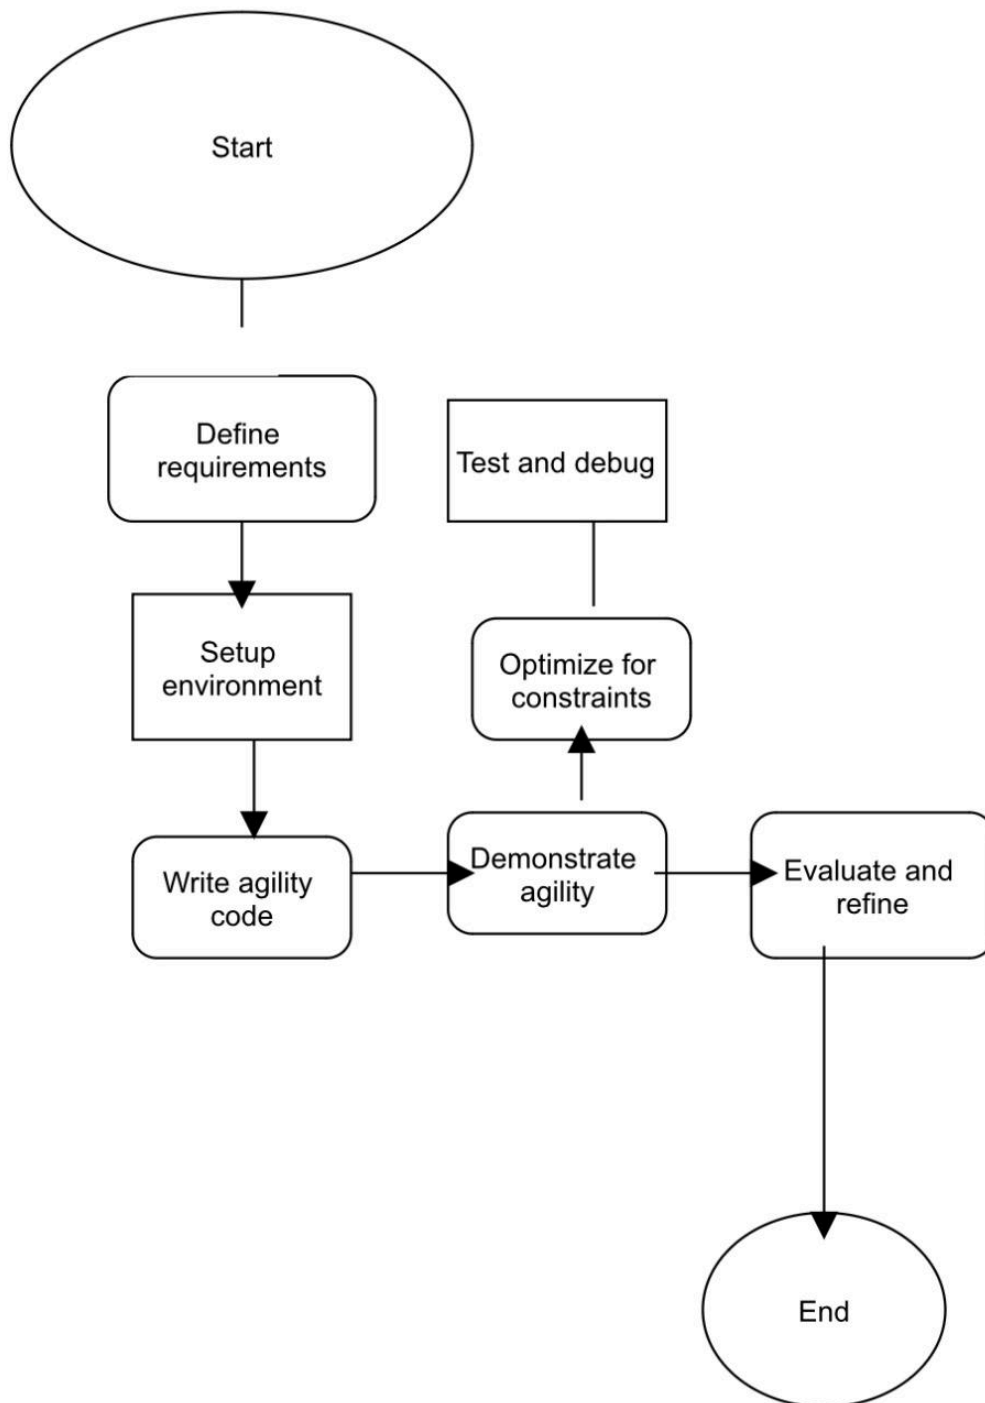 Start
Define
requirements
Test and debug
Setup
environment
Optimize for
constraints
Write agility
code
Demonstrate
agility
Evaluate and
refine
End